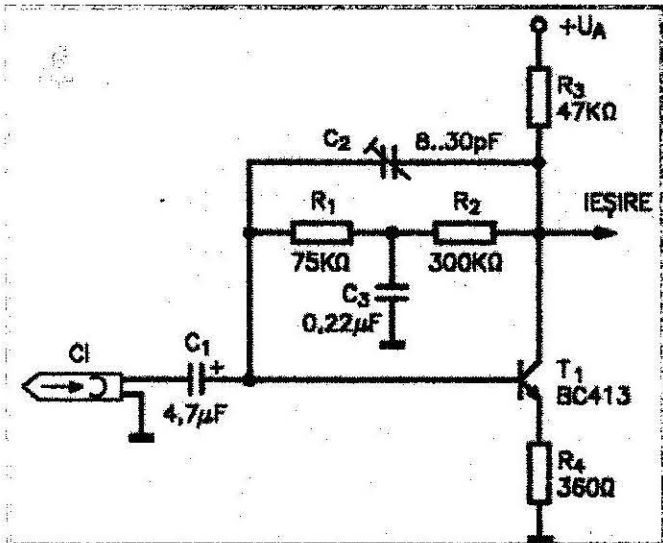 +U_A
R3
47KΩ
C2
8..30pF
R1
R2
IEȘIRE
75KΩ
300KΩ
C3
0,22µF
CI
C1
+
4,7µF
T1
BC413
R4
360Ω